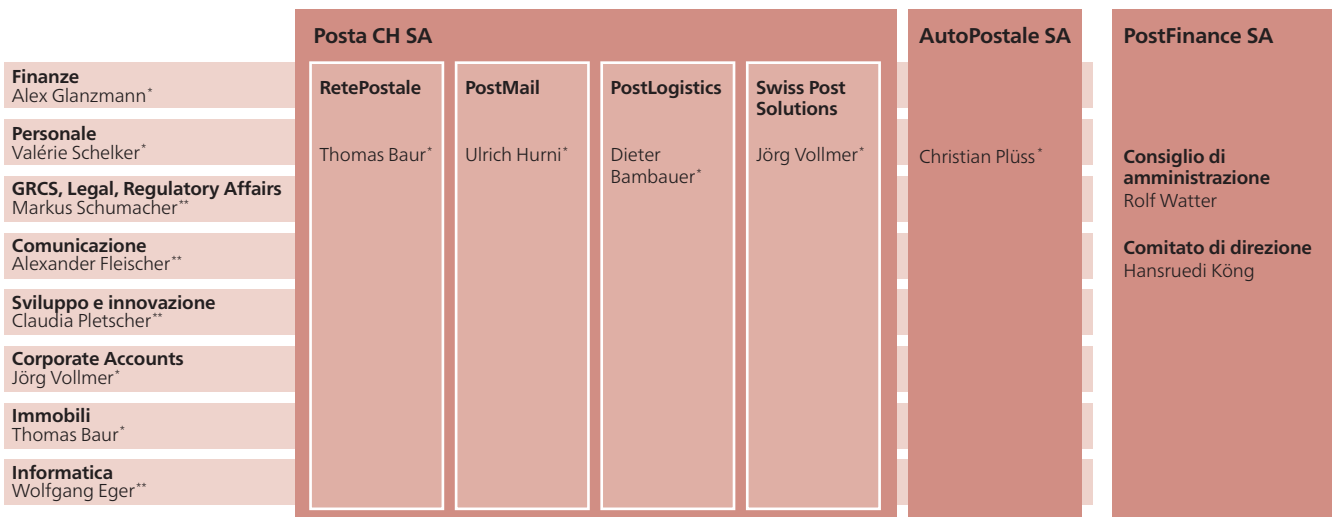 Posta CH SA
AutoPostale SA
PostFinance SA
Finanze
Alex Glanzmann*
Personale
Valérie Schelker*
GRCS, Legal, Regulatory Affairs
Markus Schumacher**
Comunicazione
Alexander Fleischer**
Sviluppo e innovazione
Claudia Pletscher**
Corporate Accounts
Jörg Vollmer*
Immobili
Thomas Baur*
Informatica
Wolfgang Eger**
RetePostale
Thomas Baur*
PostMail
Ulrich Hurni*
PostLogistics
Dieter
Bambauer*
Swiss Post
Solutions
Jörg Vollmer*
Christian Plüss*
Consiglio di
amministrazione
Rolf Watter
Comitato di direzione
Hansruedi Köng